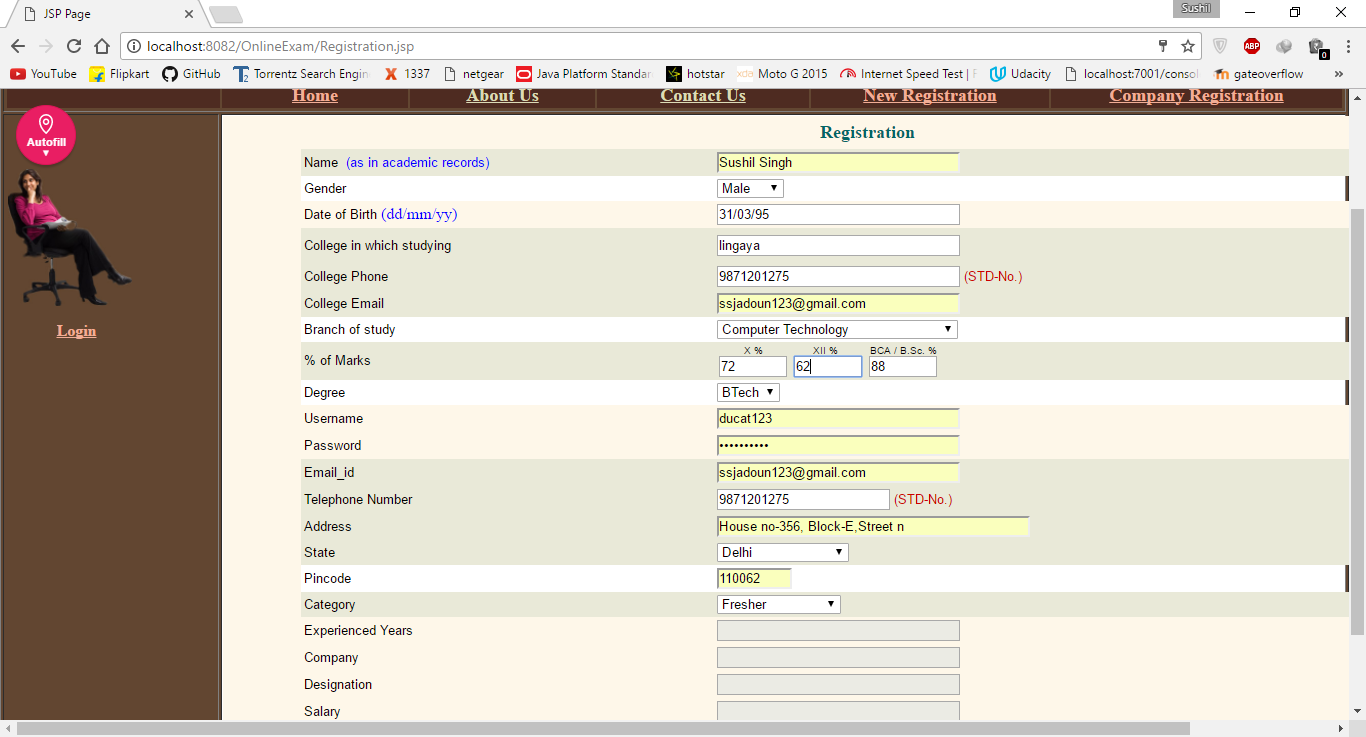 JSP Page
Sushil
localhost:8082/OnlineExam/Registration.jsp
ABP
0
YouTube Flipkart GitHub Torrentz Search Engin 1337 netgear Java Platform Standar hotstar Moto G 2015 Internet Speed Test | F Udacity localhost:7001/consol gateoverflow »
Home About Us Contact Us New Registration Company Registration
Autofill
Login
Registration
Name (as in academic records) Sushil Singh
Gender Male
Date of Birth (dd/mm/yy) 31/03/95
College in which studying lingaya
College Phone 9871201275 (STD-No.)
College Email ssjadoun123@gmail.com
Branch of study Computer Technology
X % XII % BCA / B.Sc. %
% of Marks 72 62 88
Degree BTech
Username ducat123
Password ••••••••••
Email_id ssjadoun123@gmail.com
Telephone Number 9871201275 (STD-No.)
Address House no-356, Block-E,Street n
State Delhi
Pincode 110062
Category Fresher
Experienced Years
Company
Designation
Salary